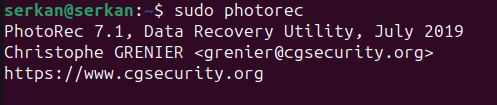 serkan@serkan:~$ sudo photorec
PhotoRec 7.1, Data Recovery Utility, July 2019
Christophe GRENIER <grenier@cgsecurity.org>
https://www.cgsecurity.org